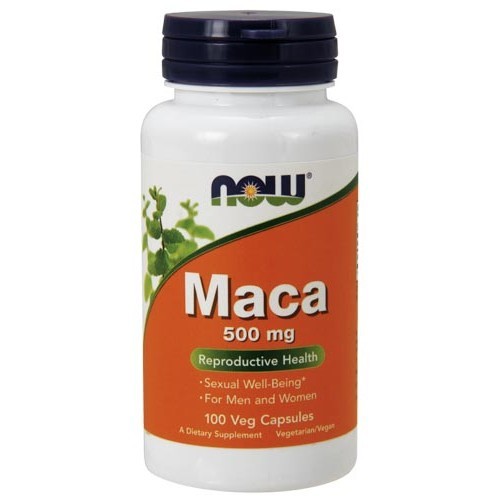 NOW®
Maca
500 mg
Reproductive Health
• Sexual Well-Being*
• For Men and Women
100 Veg Capsules
A Dietary Supplement Vegetarian/Vegan